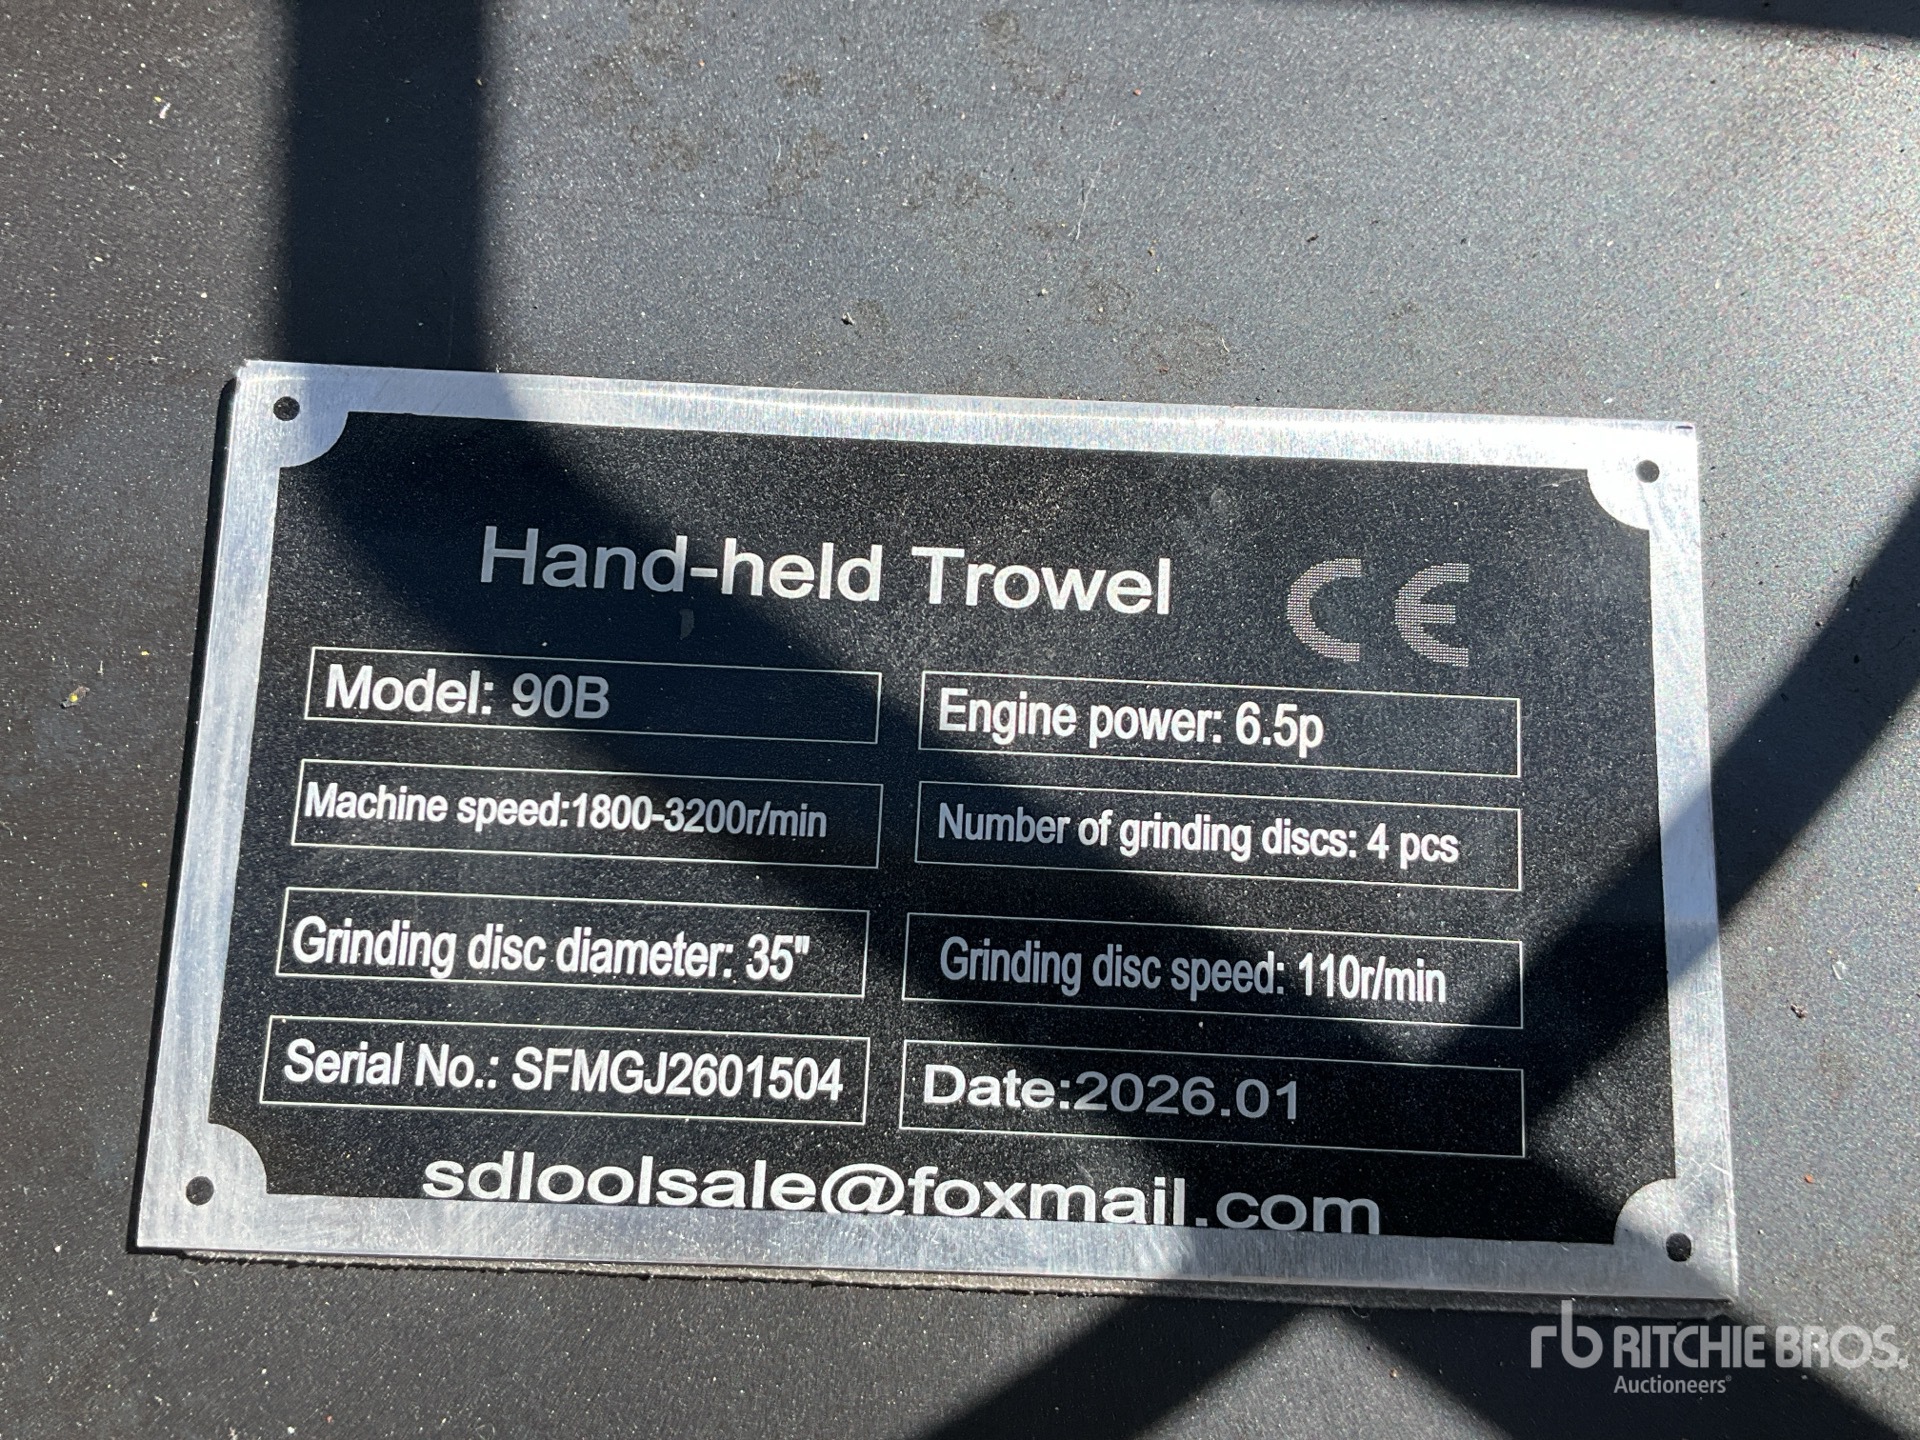 Hand-held Trowel CE
Model: 90B
Engine power: 6.5p
Machine speed:1800-3200r/min
Number of grinding discs: 4 pcs
Grinding disc diameter: 35"
Grinding disc speed: 110r/min
Serial No.: SFMGJ2601504
Date:2026.01
sdloolsale@foxmail.com
rb RITCHIE BROS.
Auctioneers